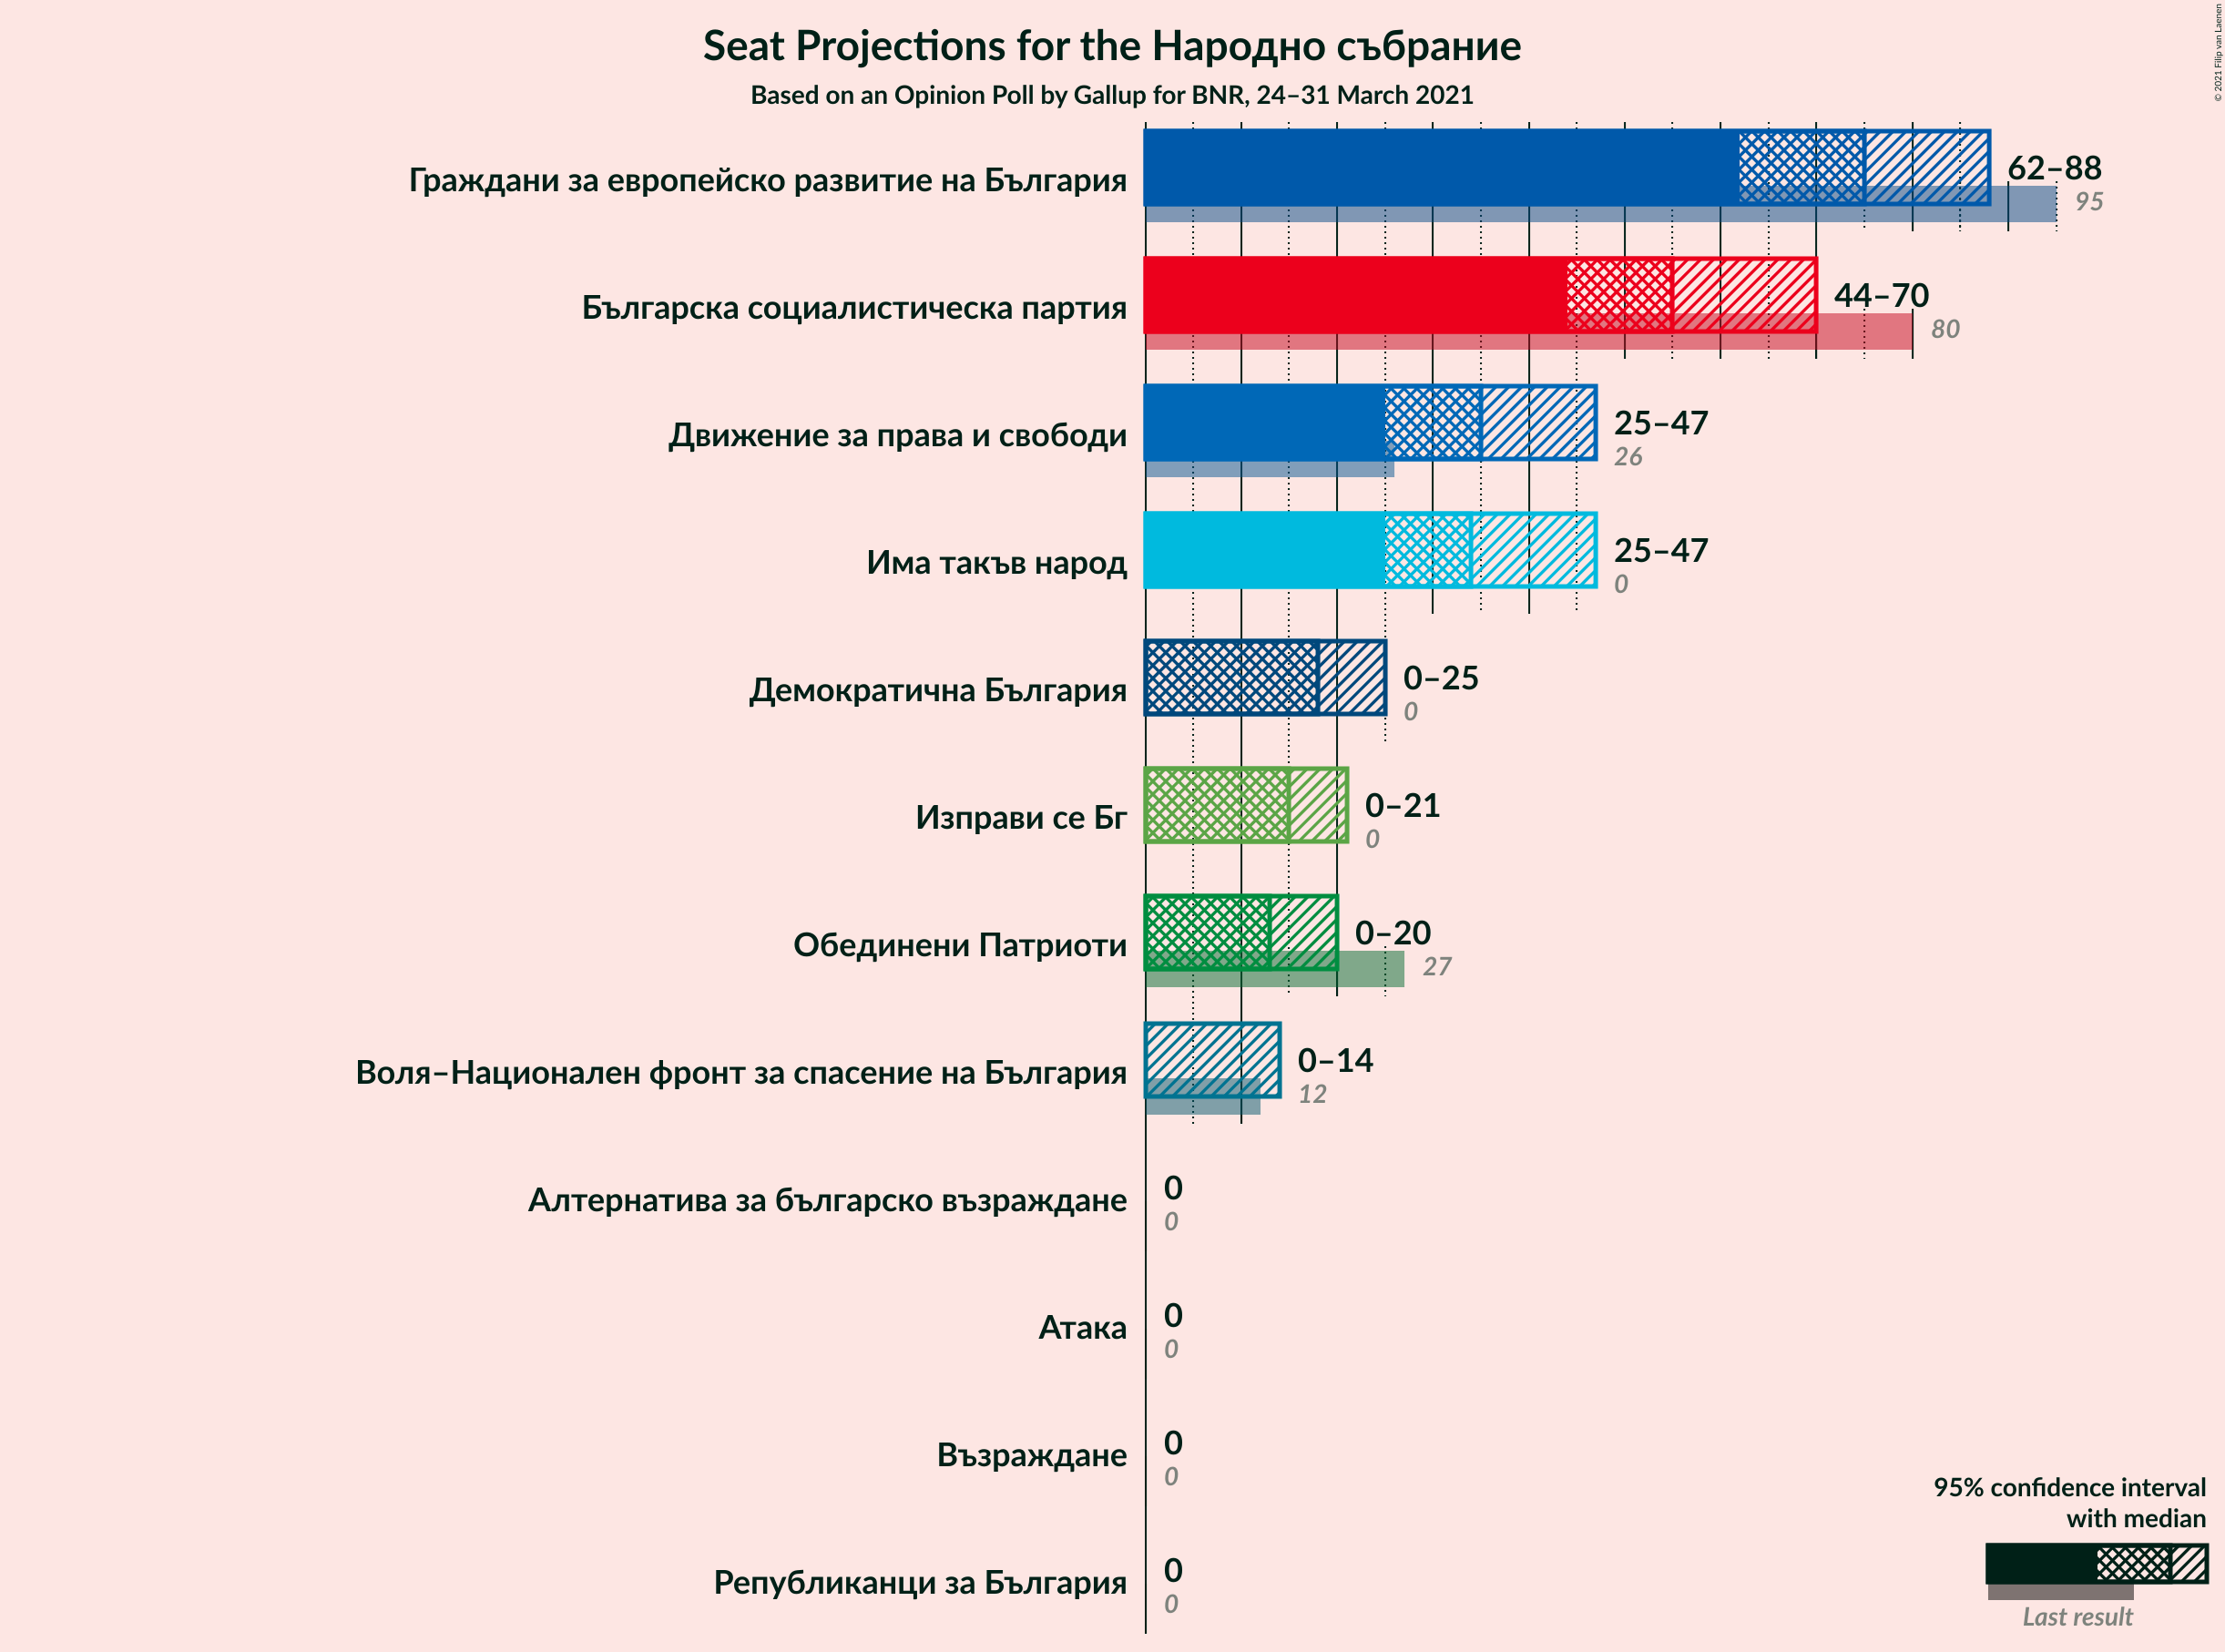 Seat Projections for the Народно събрание
Based on an Opinion Poll by Gallup for BNR, 24–31 March 2021
© 2021 Filip van Laenen
Граждани за европейско развитие на България
62–88
95
Българска социалистическа партия
44–70
80
Движение за права и свободи
25–47
26
Има такъв народ
25–47
0
Демократична България
0–25
0
Изправи се Бг
0–21
0
Обединени Патриоти
0–20
27
Воля–Национален фронт за спасение на България
0–14
12
Алтернатива за българско възраждане
0
0
Атака
0
0
Възраждане
0
0
Републиканци за България
0
0
95% confidence interval
with median
Last result